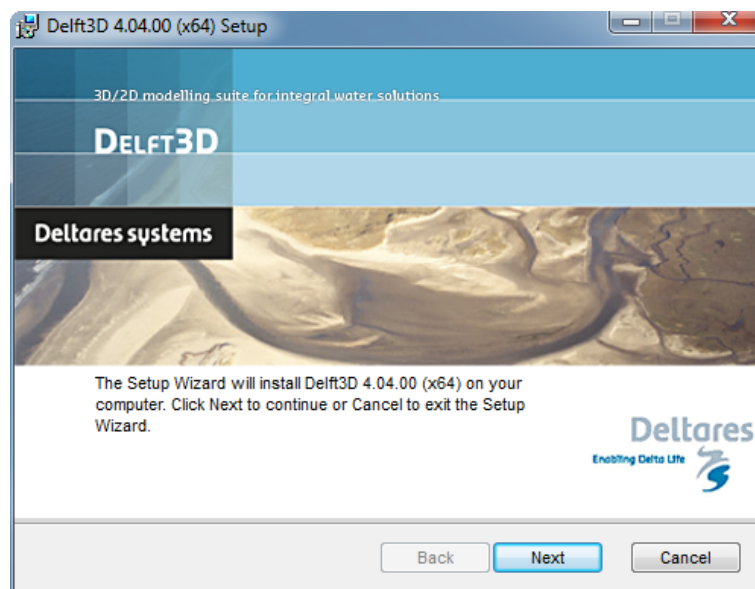 Delft3D 4.04.00 (x64) Setup
3D/2D modelling suite for integral water solutions
DELFT3D
Deltares systems
The Setup Wizard will install Delft3D 4.04.00 (x64) on your
computer. Click Next to continue or Cancel to exit the Setup
Wizard.
Deltares
Enabling Delta Life
Back
Next
Cancel